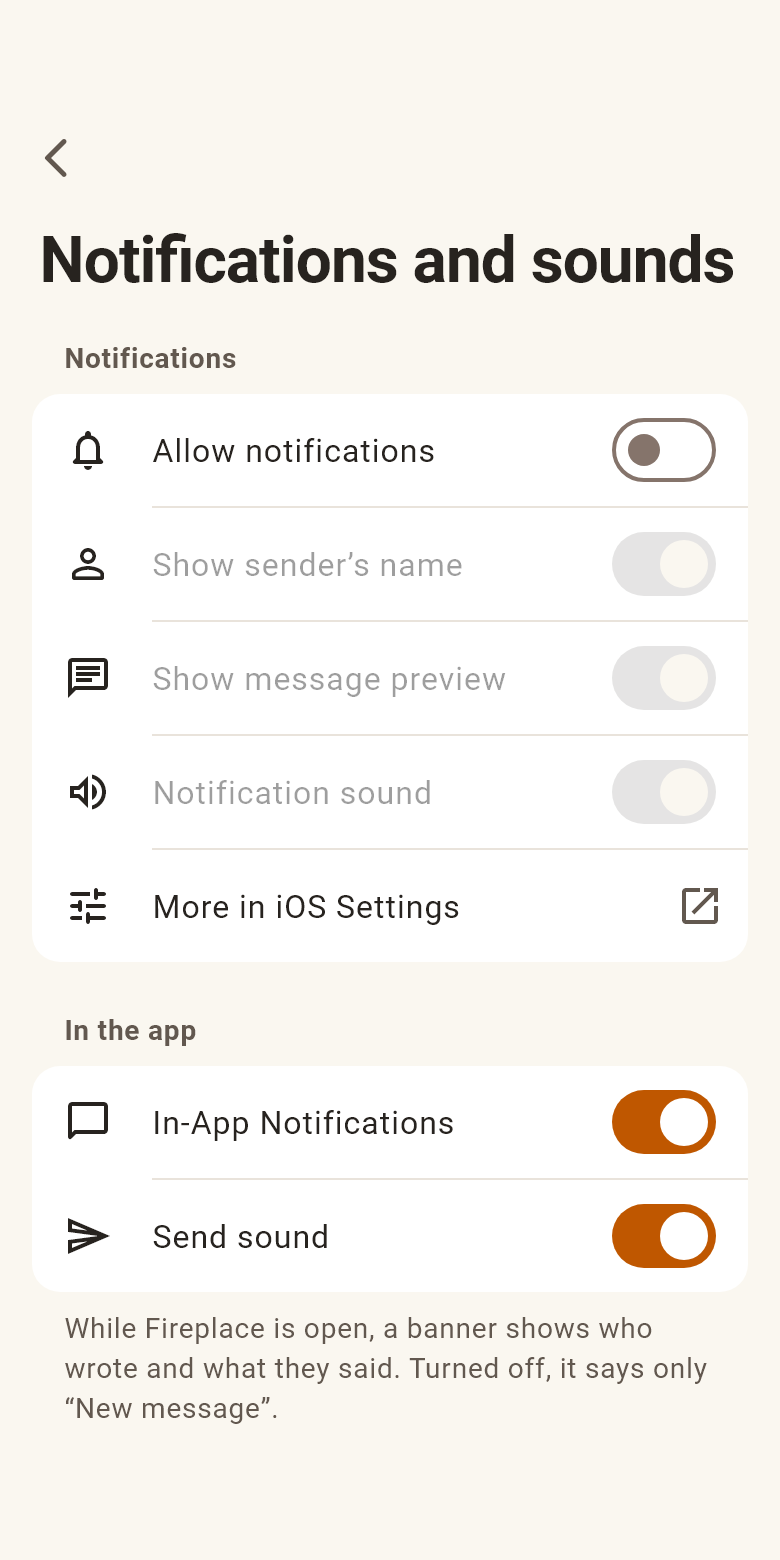 Notifications and sounds
Notifications
Allow notifications
Show sender’s name
Show message preview
Notification sound
More in iOS Settings
In the app
In-App Notifications
Send sound
While Fireplace is open, a banner shows who
wrote and what they said. Turned off, it says only
“New message”.